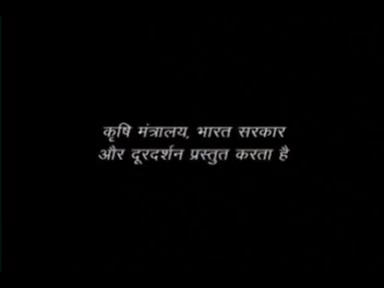 कृषि मंत्रालय, भारत सरकार
और दूरदर्शन प्रस्तुत करता है